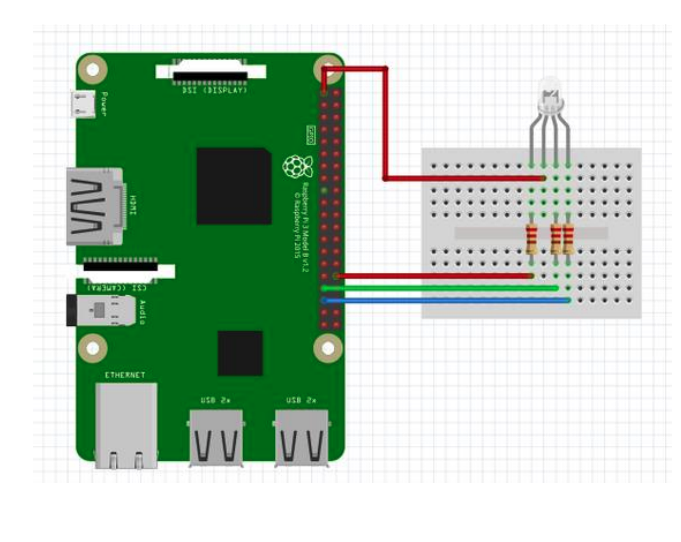 DSI (DISPLAY)
Power
GPIO
HDMI
Raspberry Pi 3 Model B v1.2
© Raspberry Pi 2015
CSI (CAMERA)
Audio
ETHERNET
USB 2x
USB 2x